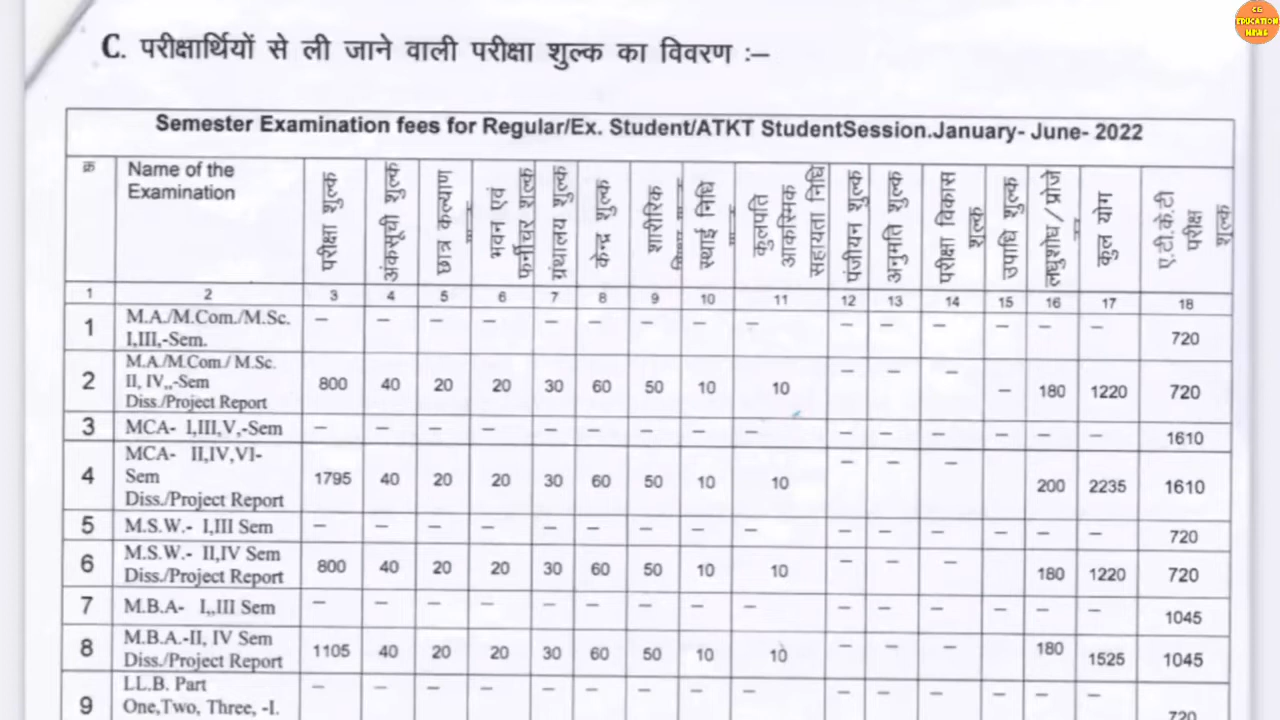 CG
EDUCATION
NEWS
C. परीक्षार्थियों से ली जाने वाली परीक्षा शुल्क का विवरण :–
Semester Examination fees for Regular/Ex. Student/ATKT StudentSession.January- June- 2022
क्र Name of the Examination परीक्षा शुल्क अंकसूची शुल्क छात्र कल्याण भवन एवं फर्नीचर शुल्क ग्रंथालय शुल्क केन्द्र शुल्क शारीरिक स्थाई निधि कुलपति आकस्मिक सहायता निधि पंजीयन शुल्क अनुमति शुल्क परीक्षा विकास शुल्क उपाधि शुल्क लघुशोध / प्रोजे कुल योग ए.टी.के.टी परीक्ष शुल्क
1 2 3 4 5 6 7 8 9 10 11 12 13 14 15 16 17 18
1 M.A./M.Com./M.Sc. I,III,-Sem. – – – – – – – – – – – – – – – 720
2 M.A./M.Com./ M.Sc. II, IV,,-Sem Diss./Project Report 800 40 20 20 30 60 50 10 10 – – – – 180 1220 720
3 MCA- I,III,V,-Sem – – – – – – – – – – – – – – – 1610
4 MCA- II,IV,VI- Sem Diss./Project Report 1795 40 20 20 30 60 50 10 10 – – – 200 2235 1610
5 M.S.W.- I,III Sem – – – – – – – – – – – – – – – 720
6 M.S.W.- II,IV Sem Diss./Project Report 800 40 20 20 30 60 50 10 10 – – – 180 1220 720
7 M.B.A- I,,III Sem – – – – – – – – – – – – – – – 1045
8 M.B.A.-II, IV Sem Diss./Project Report 1105 40 20 20 30 60 50 10 10 – – – 180 1525 1045
9 LL.B. Part One,Two, Three, -I. – – – – – – – – – – – – – – – 720